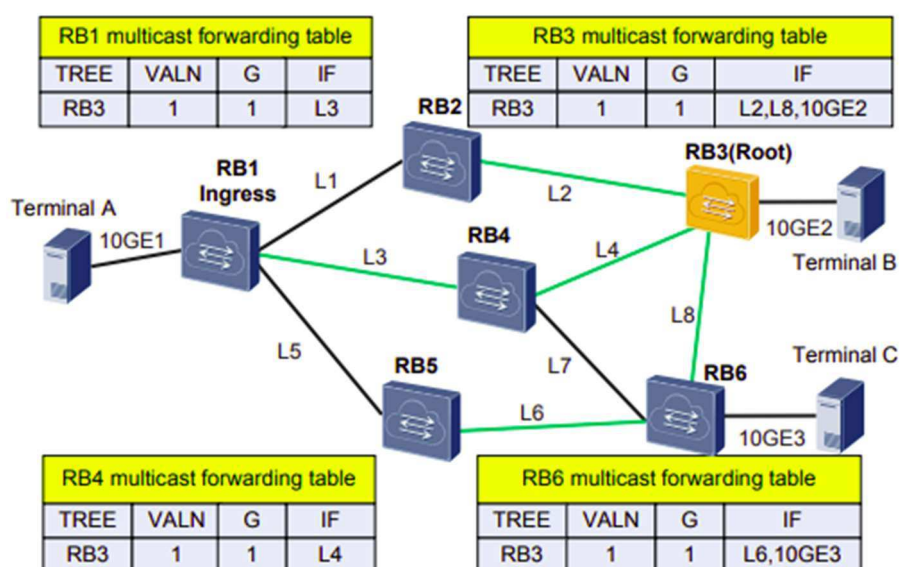 RB1 multicast forwarding table
TREE VALN G IF
RB3 1 1 L3
RB3 multicast forwarding table
TREE VALN G IF
RB3 1 1 L2,L8,10GE2
RB2
RB3(Root)
RB1
Ingress
L1
L2
Terminal A
10GE1
10GE2
RB4
L3
L4
Terminal B
L8
L5
L7
Terminal C
RB5
RB6
L6
10GE3
RB4 multicast forwarding table
TREE VALN G IF
RB3 1 1 L4
RB6 multicast forwarding table
TREE VALN G IF
RB3 1 1 L6,10GE3